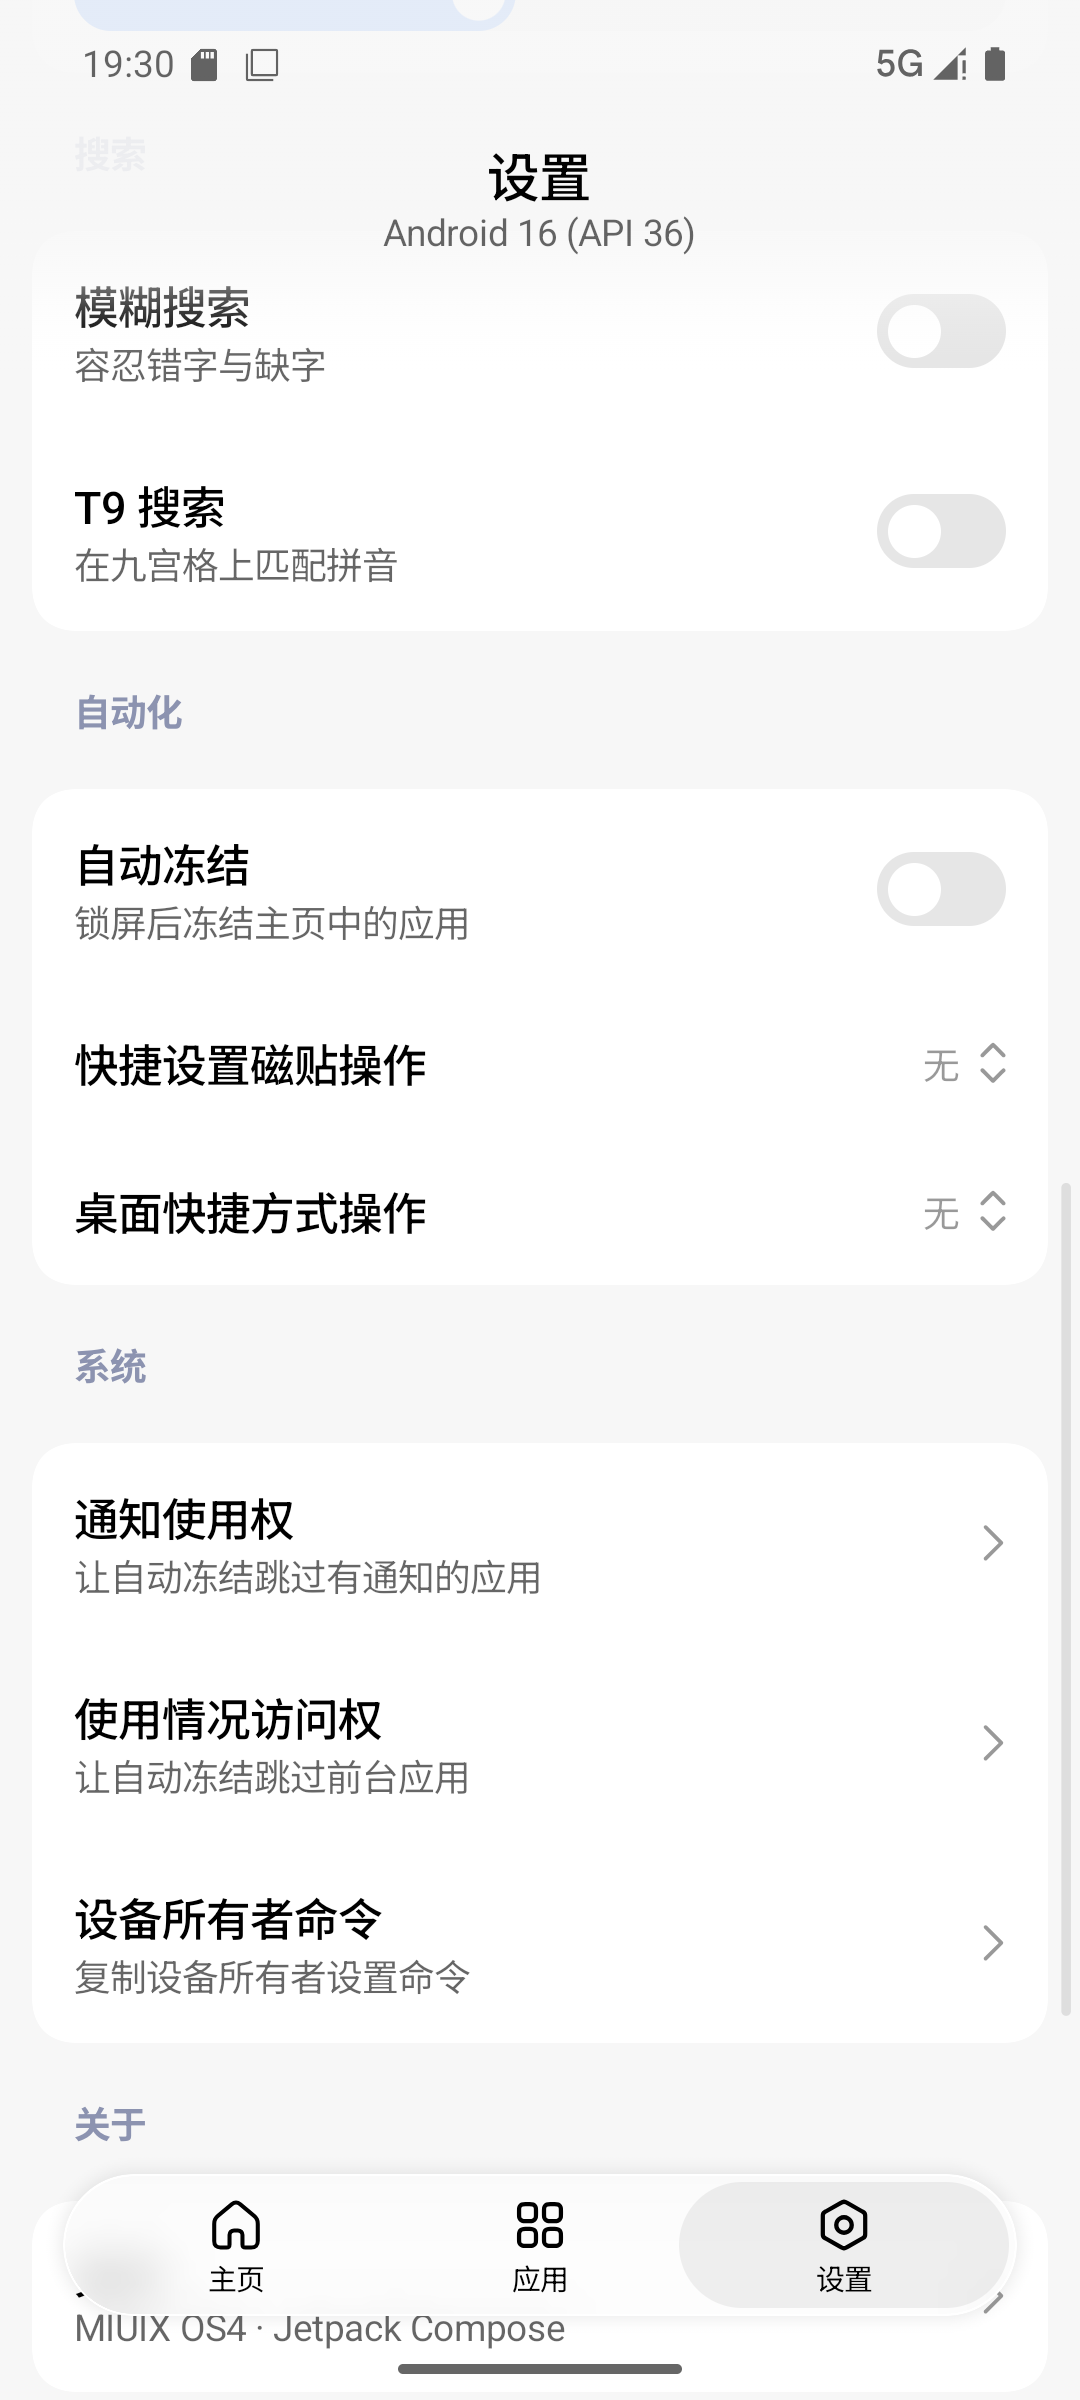 19:30
5G
搜索
设置
Android 16 (API 36)
模糊搜索
容忍错字与缺字
T9 搜索
在九宫格上匹配拼音
自动化
自动冻结
锁屏后冻结主页中的应用
快捷设置磁贴操作
无
桌面快捷方式操作
无
系统
通知使用权
让自动冻结跳过有通知的应用
使用情况访问权
让自动冻结跳过前台应用
设备所有者命令
复制设备所有者设置命令
关于
主页
应用
设置
MIUIX OS4 · Jetpack Compose